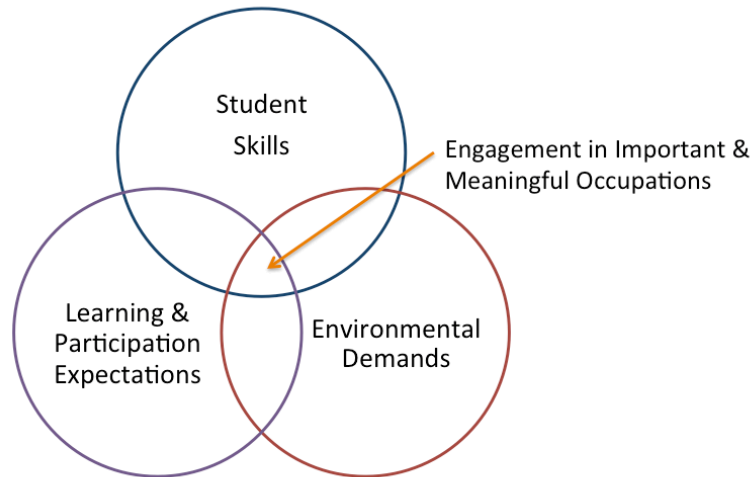 Student
Skills
Engagement in Important &
Meaningful Occupations
Learning &
Participation
Expectations
Environmental
Demands